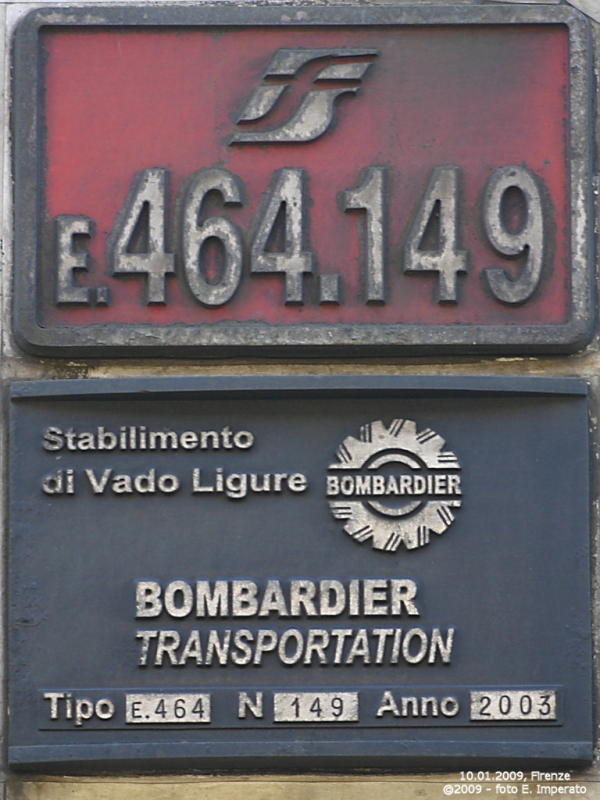 E.464.149
Stabilimento
di Vado Ligure
BOMBARDIER
BOMBARDIER
TRANSPORTATION
Tipo E.464 N 149 Anno 2003
10.01.2009, Firenze
©2009 - foto E. Imperato